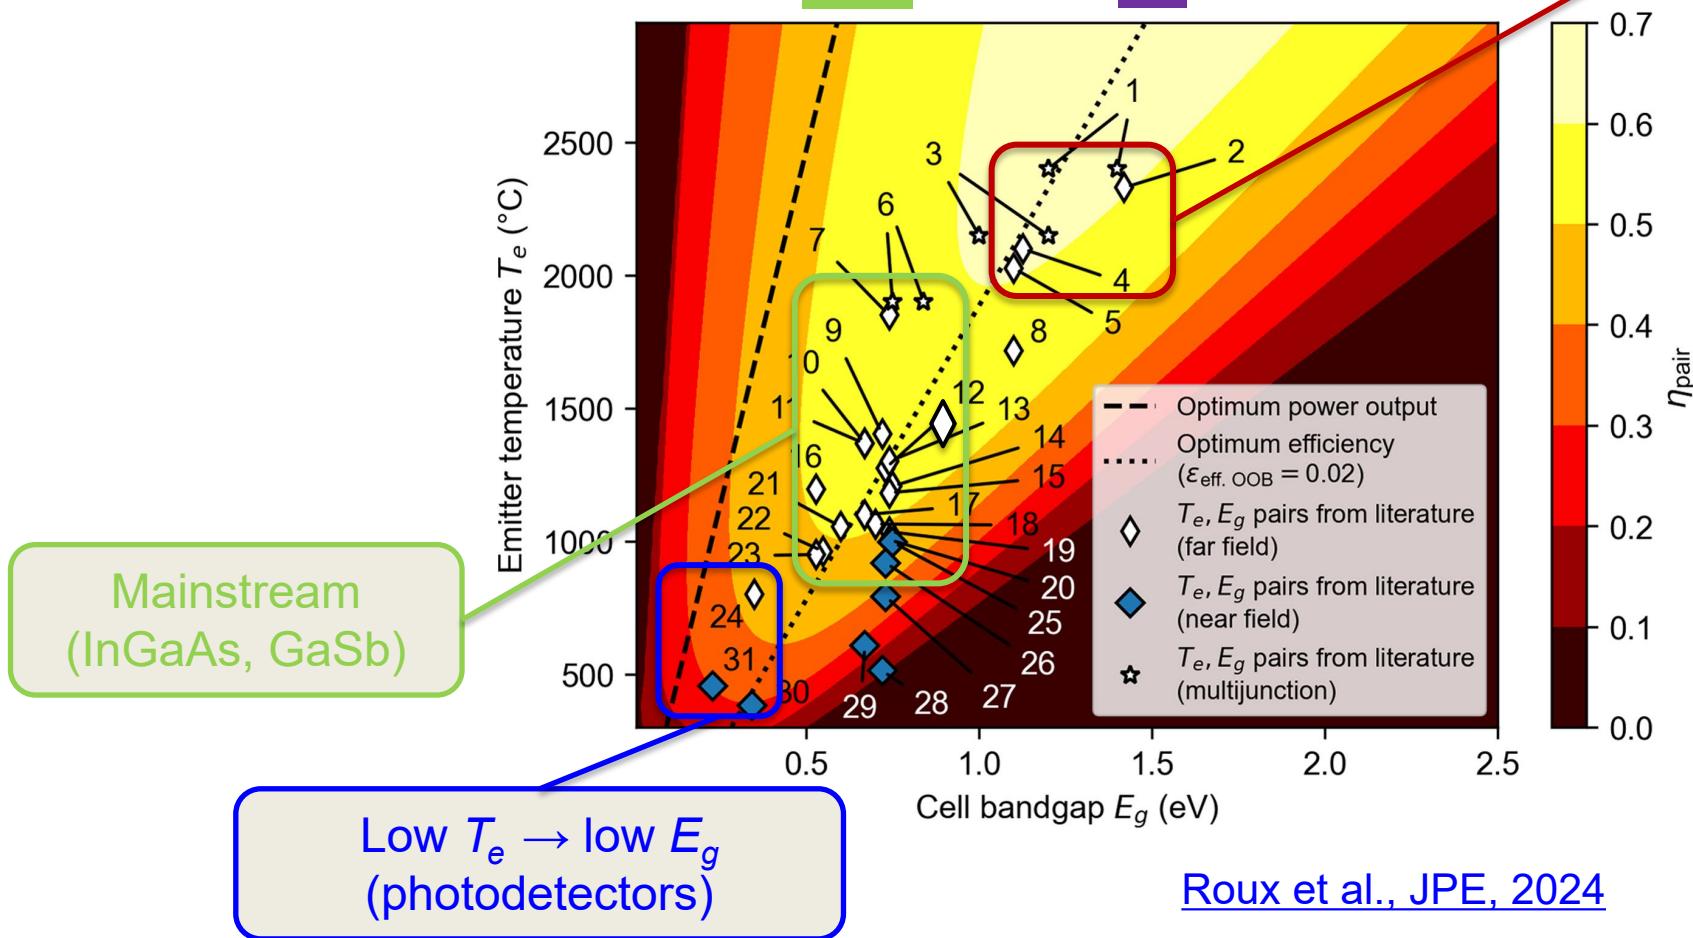 0.7
0.6
0.5
0.4
0.3
0.2
0.1
0.0
ηpair
2500
2000
1500
1000
500
Emitter temperature Te (°C)
1
2
3
6
7
4
5
9
8
0
12
13
11
14
16
15
21
17
22
18
23
19
20
24
25
31
26
30
27
29
28
Optimum power output
Optimum efficiency
(εeff. OOB = 0.02)
Te, Eg pairs from literature
(far field)
Te, Eg pairs from literature
(near field)
Te, Eg pairs from literature
(multijunction)
0.5
1.0
1.5
2.0
2.5
Cell bandgap Eg (eV)
Mainstream
(InGaAs, GaSb)
Low Te → low Eg
(photodetectors)
Roux et al., JPE, 2024